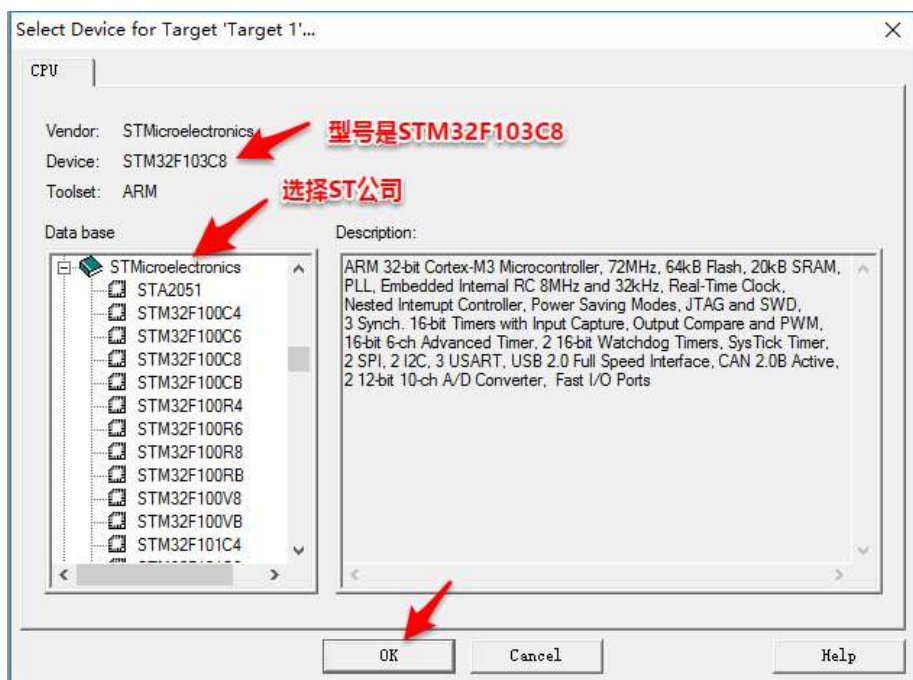 Select Device for Target 'Target 1'...
CPU
Vendor: STMicroelectronics
型号是STM32F103C8
Device: STM32F103C8
Toolset: ARM
选择ST公司
Data base
Description:
STMicroelectronics
STA2051
STM32F100C4
STM32F100C6
STM32F100C8
STM32F100CB
STM32F100R4
STM32F100R6
STM32F100R8
STM32F100RB
STM32F100V8
STM32F100VB
STM32F101C4
ARM 32-bit Cortex-M3 Microcontroller, 72MHz, 64kB Flash, 20kB SRAM,
PLL, Embedded Internal RC 8MHz and 32kHz, Real-Time Clock,
Nested Interrupt Controller, Power Saving Modes, JTAG and SWD,
3 Synch. 16-bit Timers with Input Capture, Output Compare and PWM,
16-bit 6-ch Advanced Timer, 2 16-bit Watchdog Timers, SysTick Timer,
2 SPI, 2 I2C, 3 USART, USB 2.0 Full Speed Interface, CAN 2.0B Active,
2 12-bit 10-ch A/D Converter, Fast I/O Ports
OK
Cancel
Help